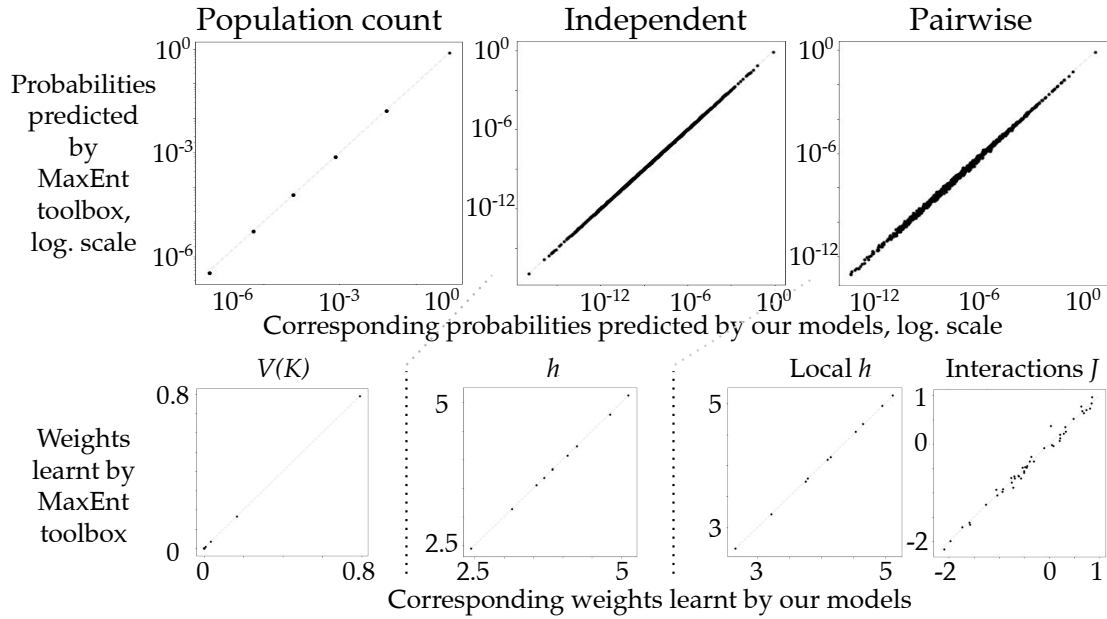 Population count
Independent
Pairwise
Probabilities
predicted
by
MaxEnt
toolbox,
log. scale
10^0
10^-3
10^-6
10^-6
10^-3
10^0
10^0
10^-6
10^-12
10^-12
10^-6
10^0
10^0
10^-6
10^-12
10^-12
10^-6
10^0
Corresponding probabilities predicted by our models, log. scale
V(K)
h
Local h
Interactions J
Weights
learnt by
MaxEnt
toolbox
0.8
0
0
0.8
5
2.5
2.5
5
5
3
3
5
1
0
-2
-2
0
1
Corresponding weights learnt by our models